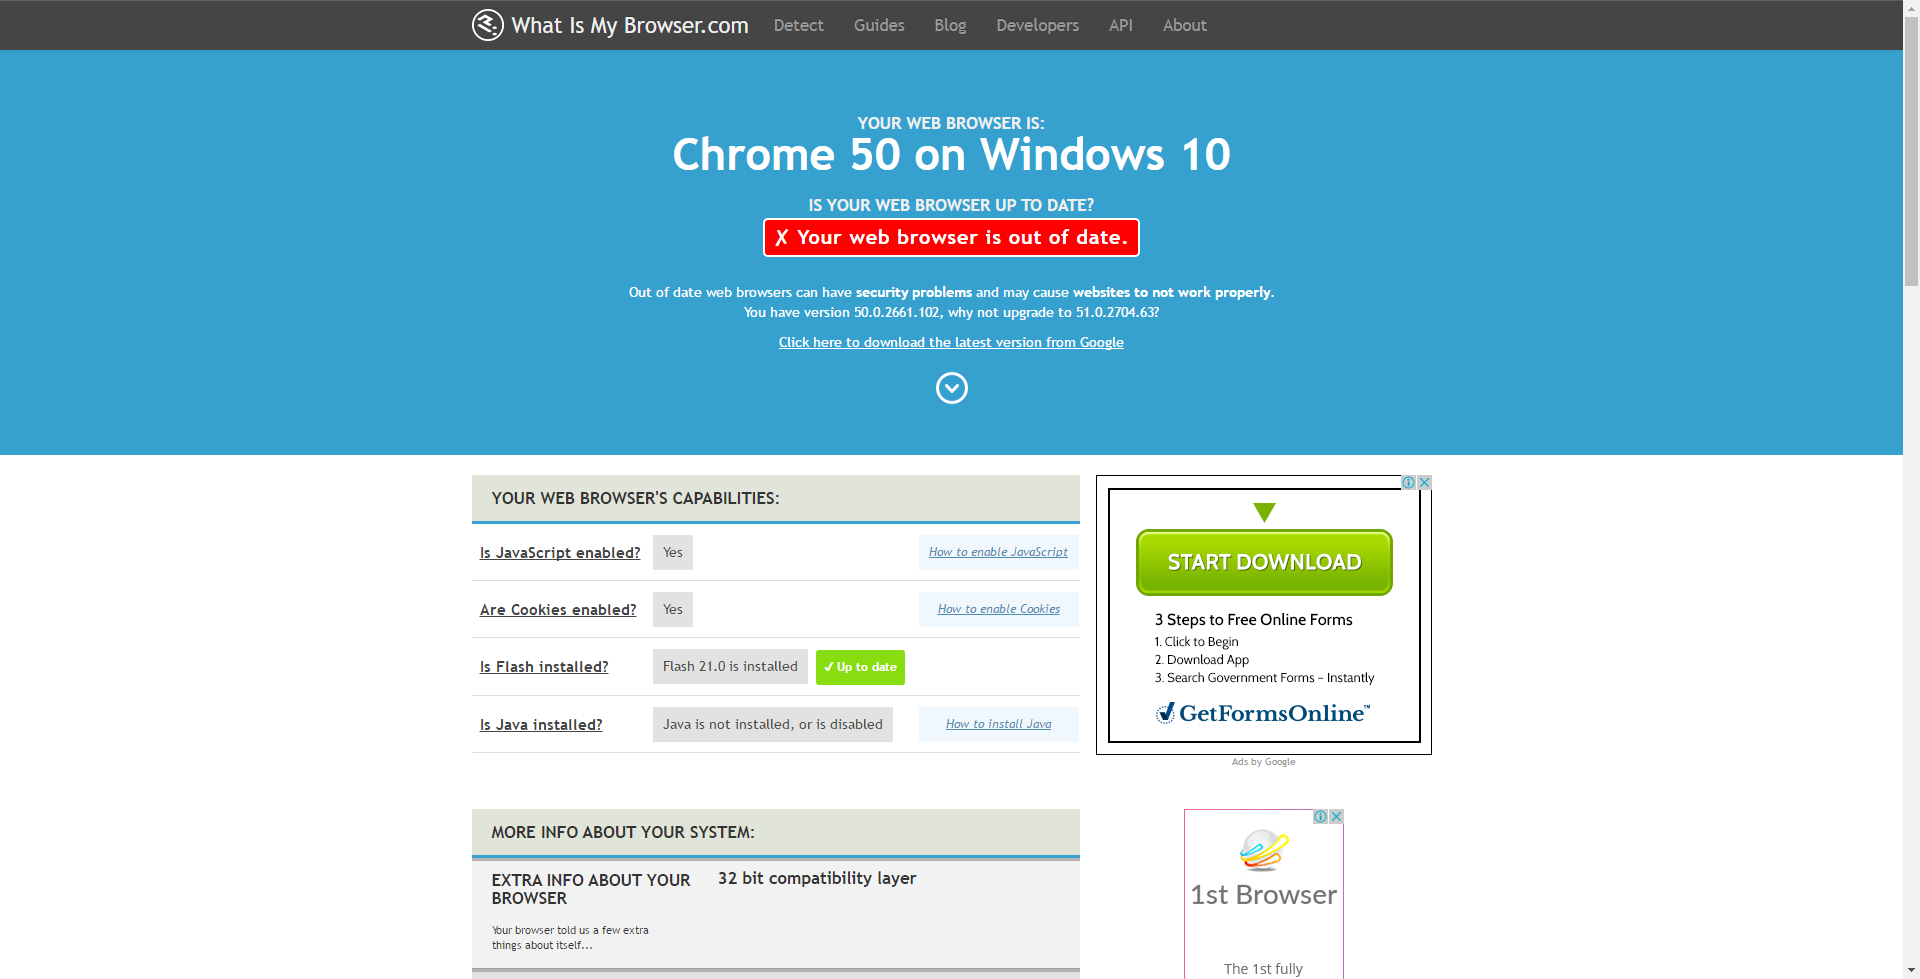 What Is My Browser.com Detect Guides Blog Developers API About
YOUR WEB BROWSER IS:
Chrome 50 on Windows 10
IS YOUR WEB BROWSER UP TO DATE?
✗ Your web browser is out of date.
Out of date web browsers can have security problems and may cause websites to not work properly.
You have version 50.0.2661.102, why not upgrade to 51.0.2704.63?
Click here to download the latest version from Google
YOUR WEB BROWSER'S CAPABILITIES:
Is JavaScript enabled? Yes How to enable JavaScript
Are Cookies enabled? Yes How to enable Cookies
Is Flash installed? Flash 21.0 is installed ✓ Up to date
Is Java installed? Java is not installed, or is disabled How to install Java
START DOWNLOAD
3 Steps to Free Online Forms
1. Click to Begin
2. Download App
3. Search Government Forms – Instantly
GetFormsOnline™
Ads by Google
MORE INFO ABOUT YOUR SYSTEM:
EXTRA INFO ABOUT YOUR
BROWSER
32 bit compatibility layer
Your browser told us a few extra
things about itself...
1st Browser
The 1st fully